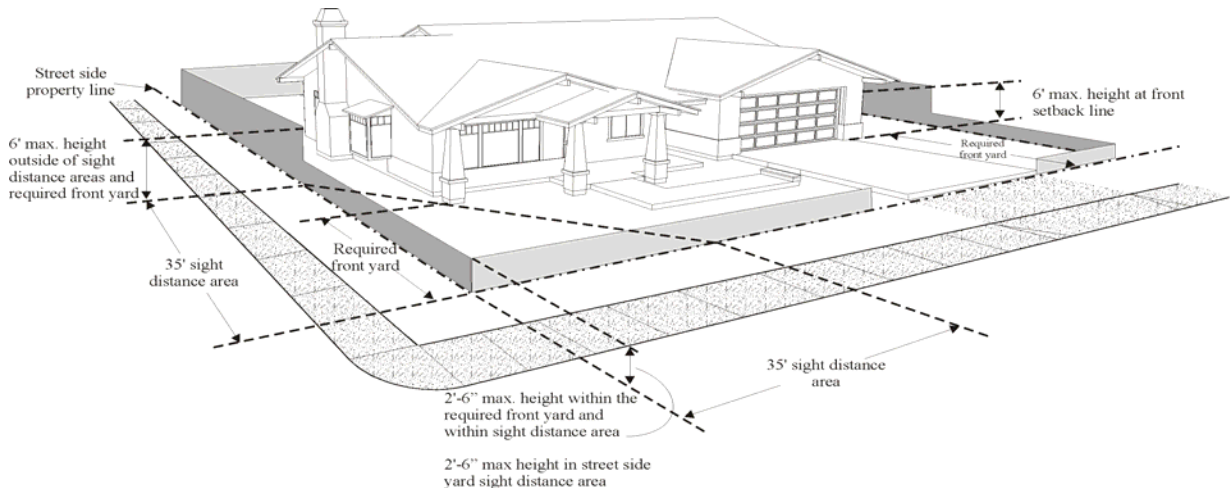 Street side
property line
6' max. height
outside of sight
distance areas and
required front yard
35' sight
distance area
Required
front yard
6' max. height at front
setback line
Required
front yard
35' sight distance
area
2'-6” max. height within the
required front yard and
within sight distance area
2'-6” max height in street side
yard sight distance area